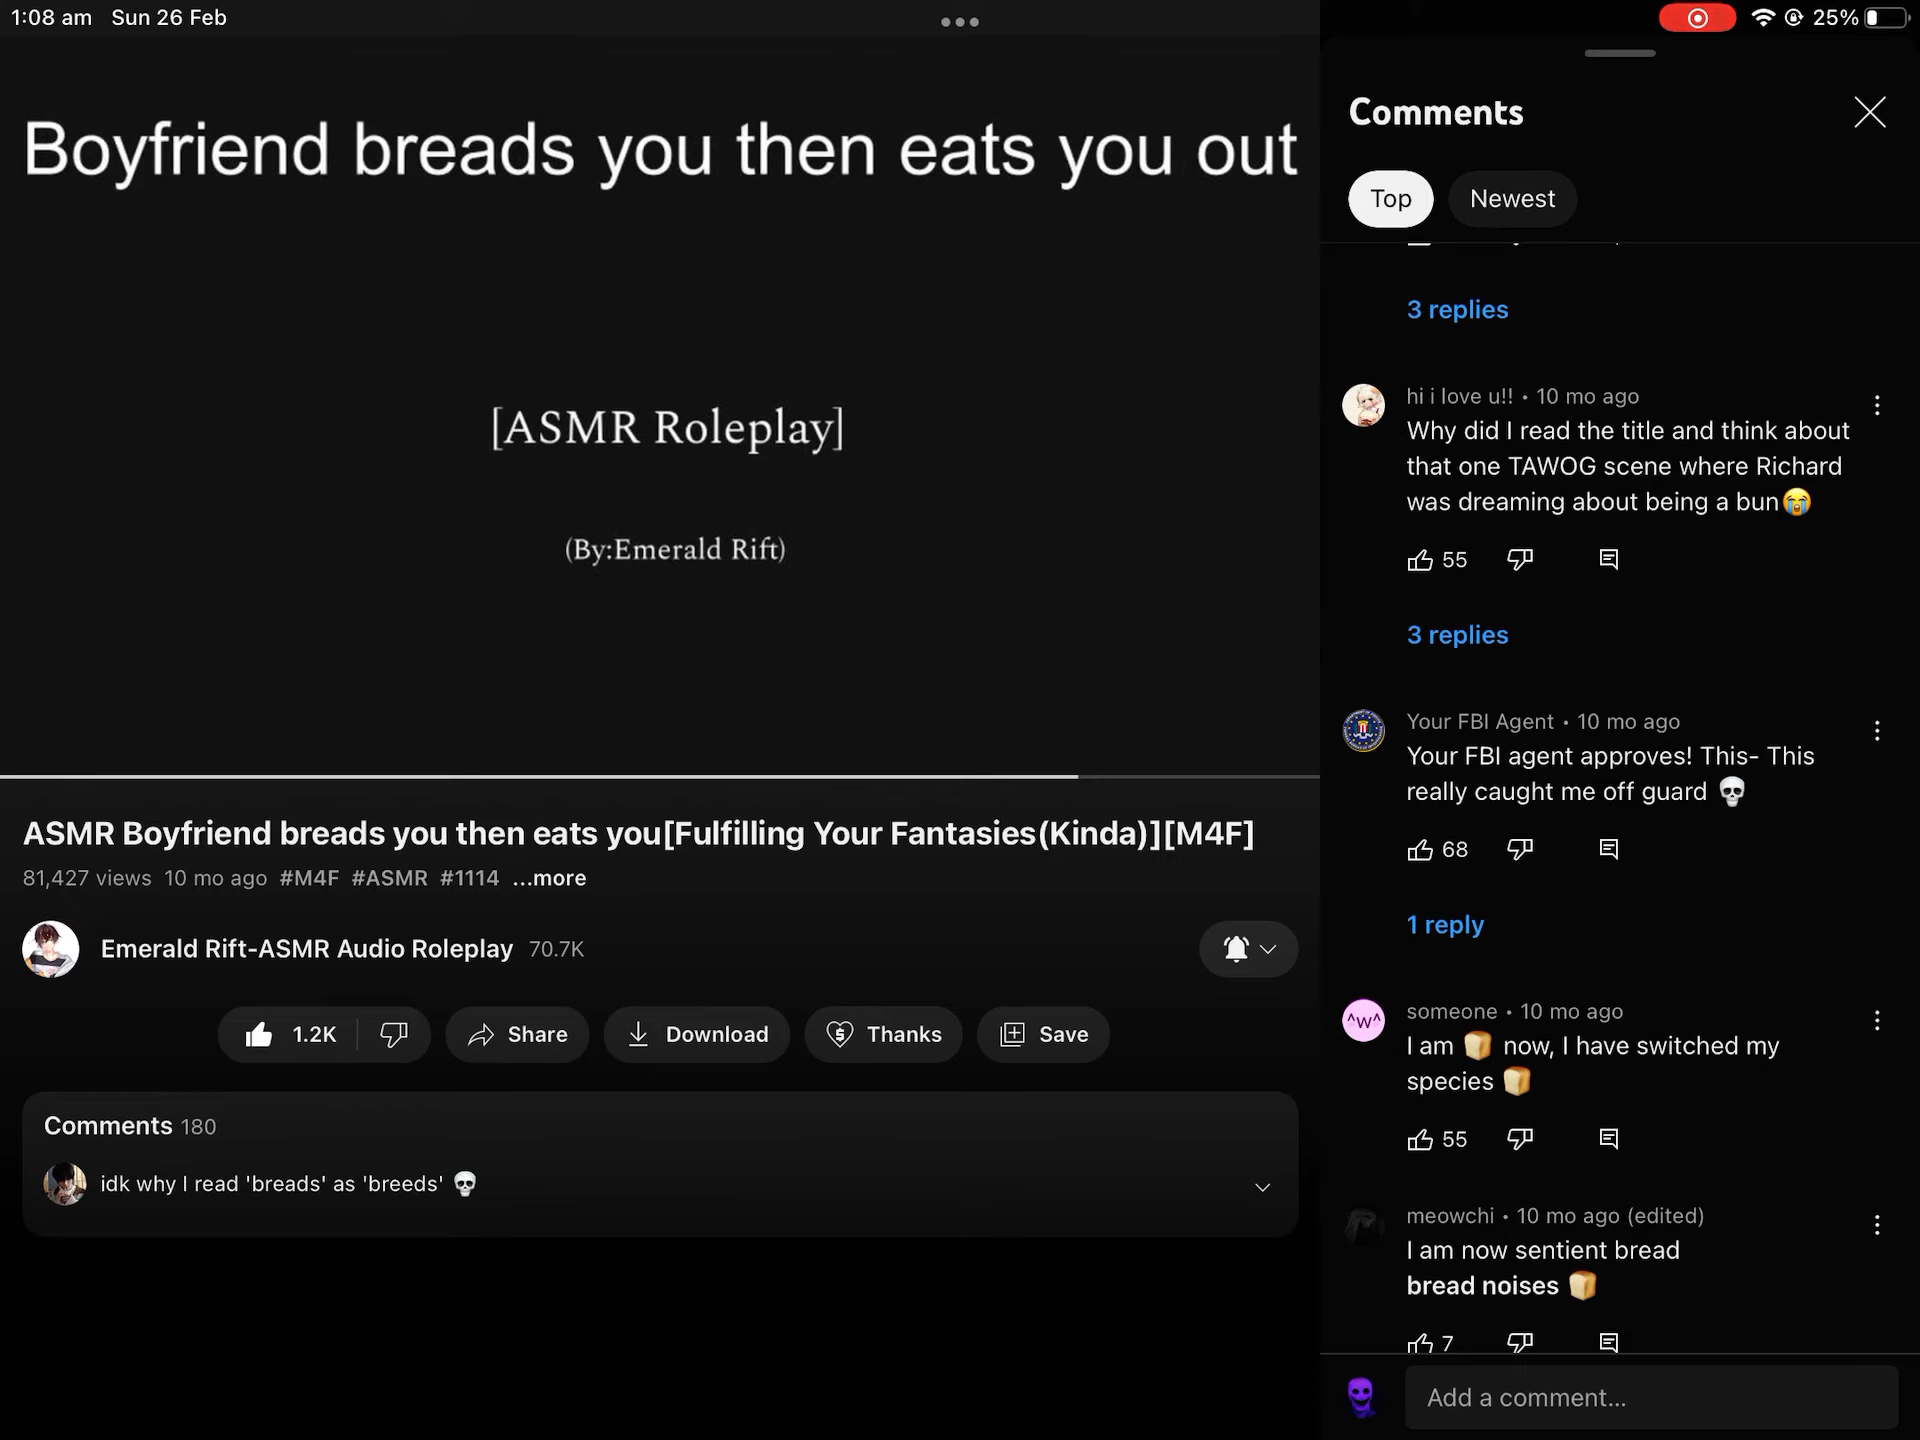 1:08 am Sun 26 Feb
25%
Boyfriend breads you then eats you out
[ASMR Roleplay]
(By:Emerald Rift)
ASMR Boyfriend breads you then eats you[Fulfilling Your Fantasies(Kinda)][M4F]
81,427 views 10 mo ago #M4F #ASMR #1114 ...more
Emerald Rift-ASMR Audio Roleplay 70.7K
1.2K Share Download Thanks Save
Comments 180
idk why I read 'breads' as 'breeds' 💀
Comments
Top Newest
3 replies
hi i love u!! • 10 mo ago
Why did I read the title and think about
that one TAWOG scene where Richard
was dreaming about being a bun😭
55
3 replies
Your FBI Agent • 10 mo ago
Your FBI agent approves! This- This
really caught me off guard 💀
68
1 reply
^w^
someone • 10 mo ago
I am 🍞 now, I have switched my
species 🍞
55
meowchi • 10 mo ago (edited)
I am now sentient bread
bread noises 🍞
7
Add a comment...